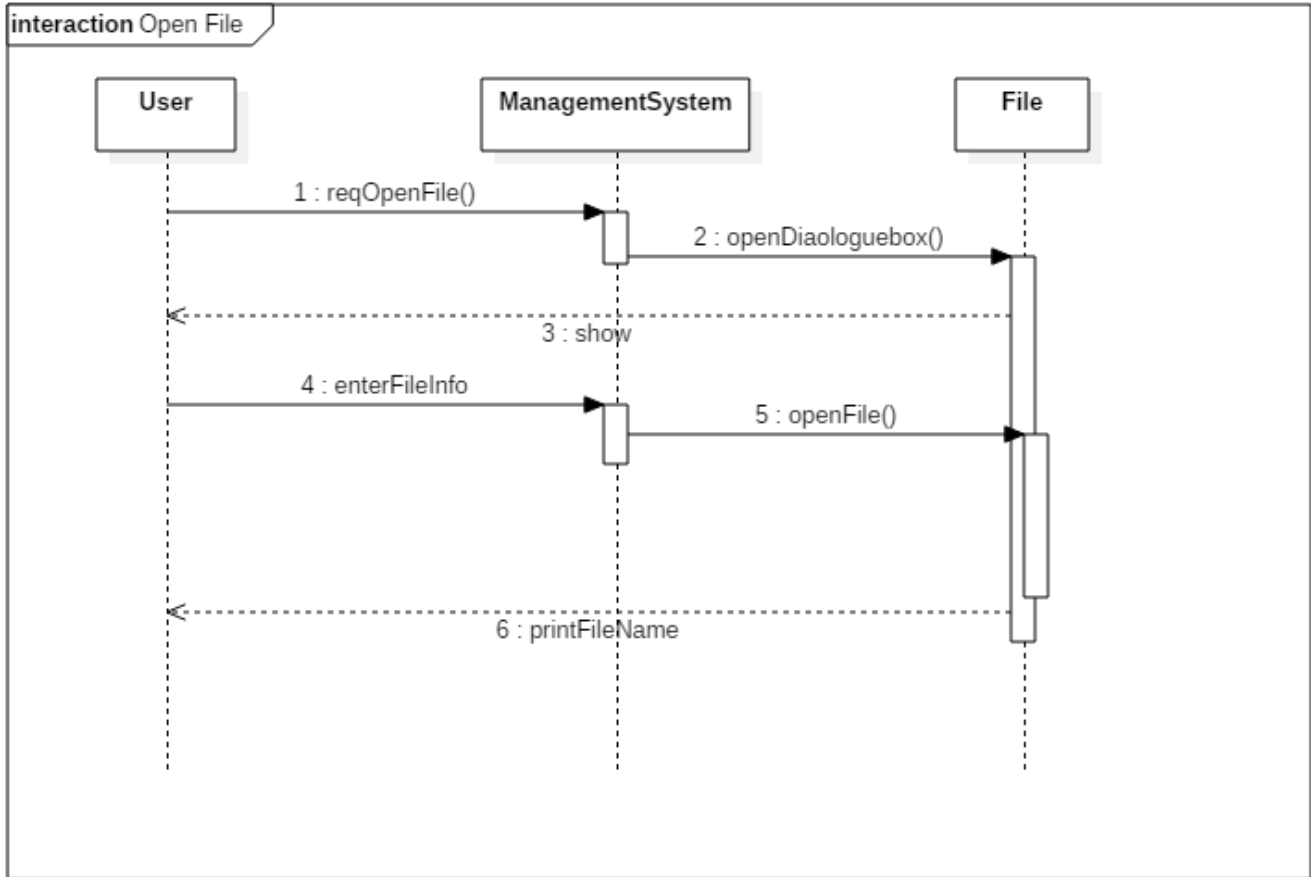 interaction Open File
User
ManagementSystem
File
1 : reqOpenFile()
2 : openDiaologuebox()
3 : show
4 : enterFileInfo
5 : openFile()
6 : printFileName